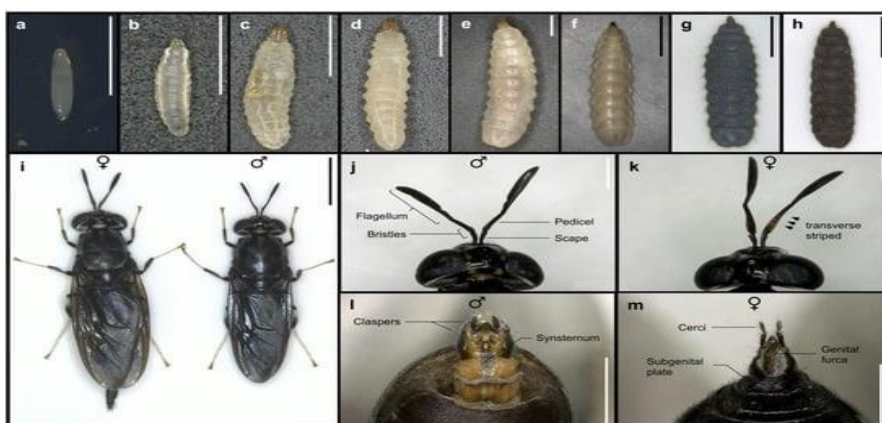 a
b
c
d
e
f
g
h
i
♀
♂
j
♂
Flagellum
Bristles
Pedicel
Scape
k
♀
transverse
striped
l
♂
Claspers
Synsternum
m
♀
Cerci
Subgenital
plate
Genital
furca